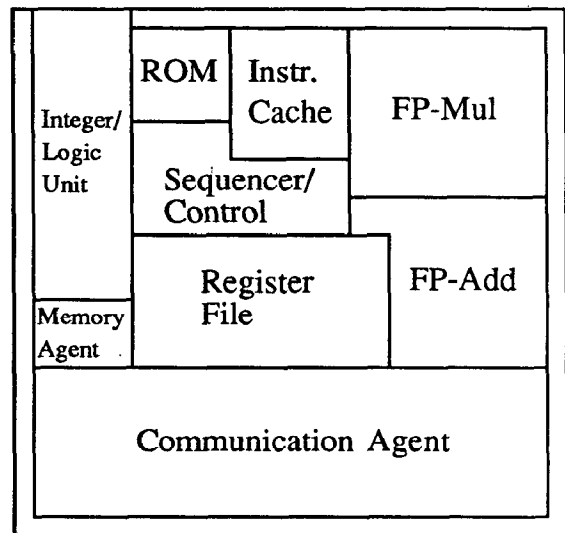 ROM
Instr.
Cache
FP-Mul
Integer/
Logic
Unit
Sequencer/
Control
Register
File
FP-Add
Memory
Agent
Communication Agent